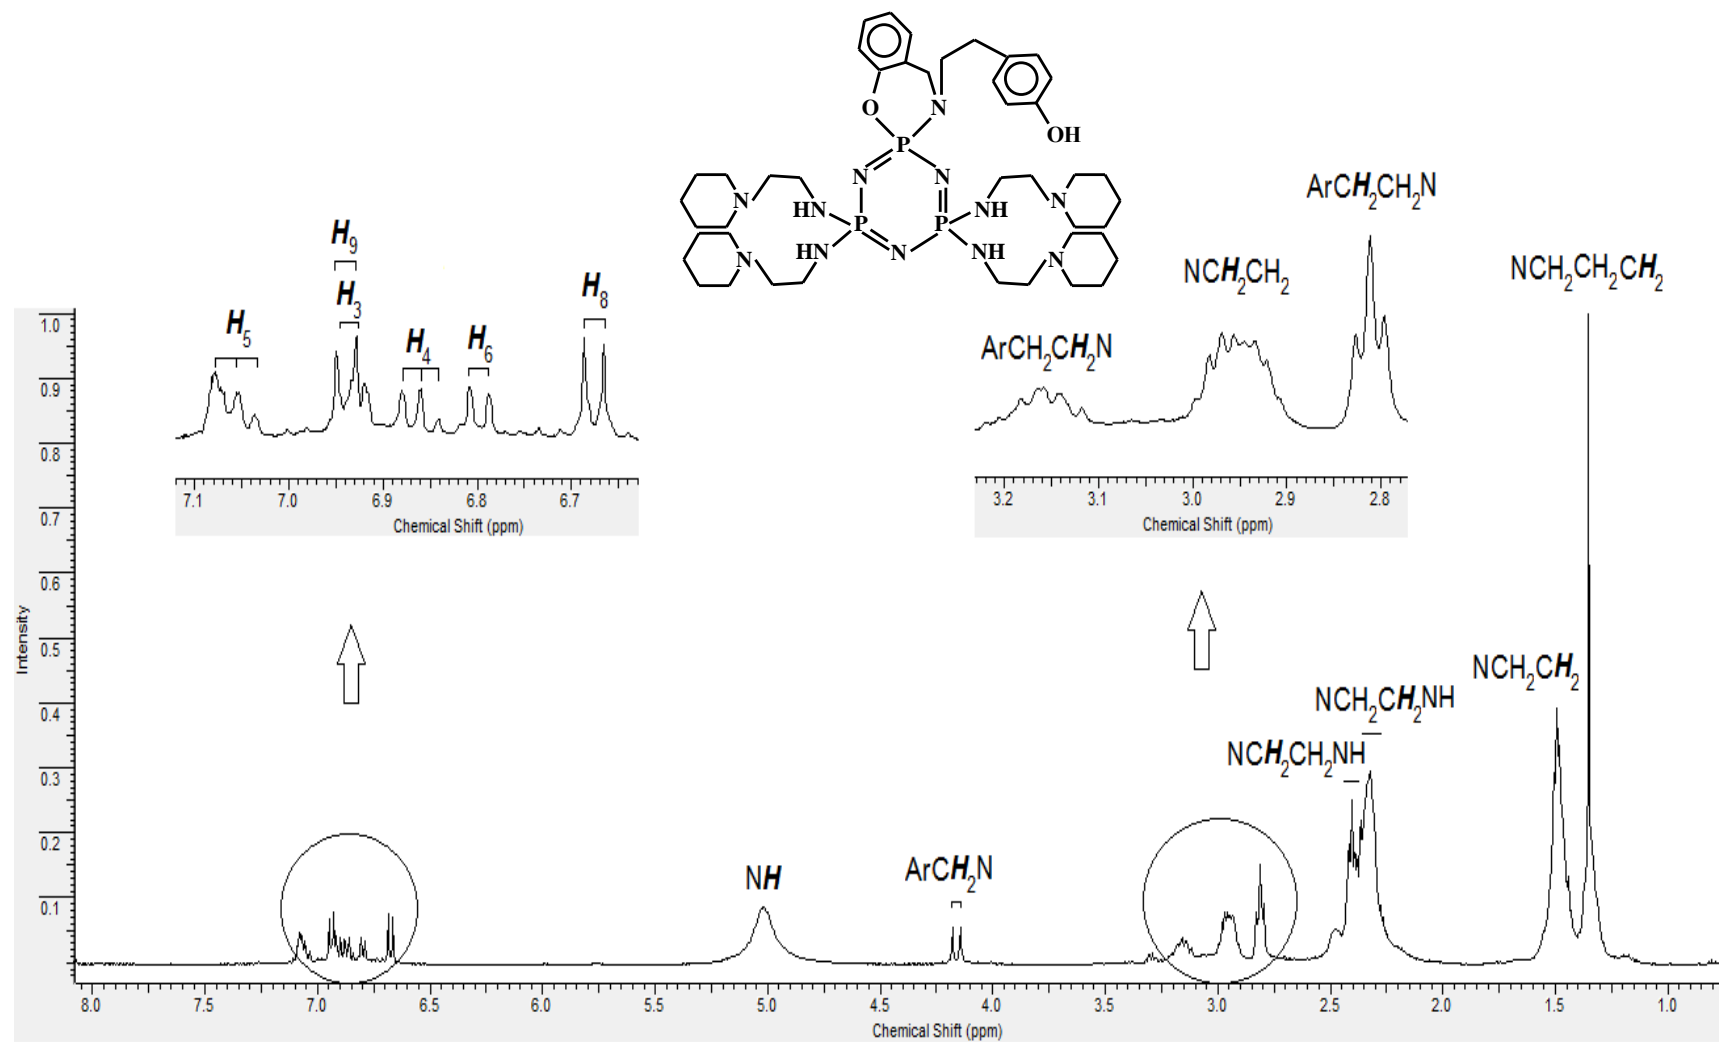 O
N
OH
P
N
N
HN
NH
N
N
P
P
HN
NH
N
N
N
ArCH2CH2N
H9
NCH2CH2
NCH2CH2CH2
H3
H8
H5
H4
H6
ArCH2CH2N
1.0
0.9
0.8
0.7
0.6
0.5
0.4
0.3
0.2
0.1
Intensity
7.1 7.0 6.9 6.8 6.7
Chemical Shift (ppm)
3.2 3.1 3.0 2.9 2.8
Chemical Shift (ppm)
NCH2CH2
NCH2CH2NH
NCH2CH2NH
NH
ArCH2N
8.0 7.5 7.0 6.5 6.0 5.5 5.0 4.5 4.0 3.5 3.0 2.5 2.0 1.5 1.0
Chemical Shift (ppm)